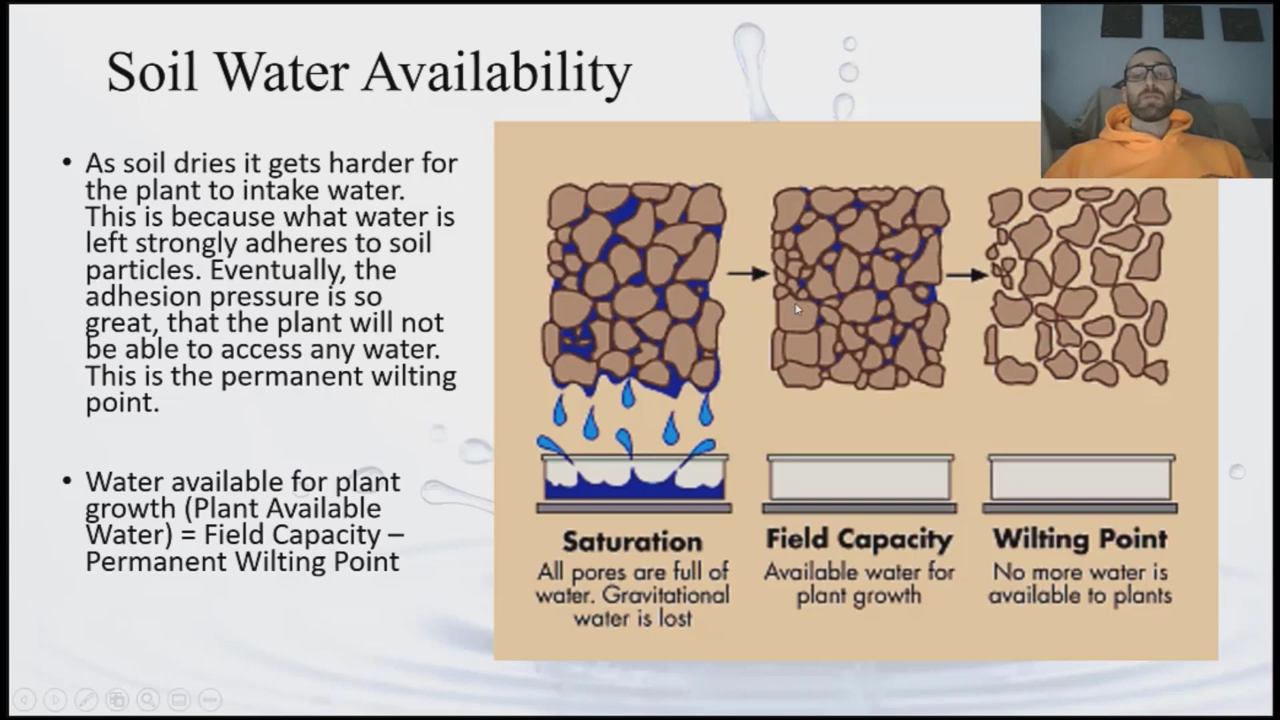 Soil Water Availability
• As soil dries it gets harder for
the plant to intake water.
This is because what water is
left strongly adheres to soil
particles. Eventually, the
adhesion pressure is so
great, that the plant will not
be able to access any water.
This is the permanent wilting
point.
• Water available for plant
growth (Plant Available
Water) = Field Capacity –
Permanent Wilting Point
Saturation
All pores are full of
water. Gravitational
water is lost
Field Capacity
Available water for
plant growth
Wilting Point
No more water is
available to plants